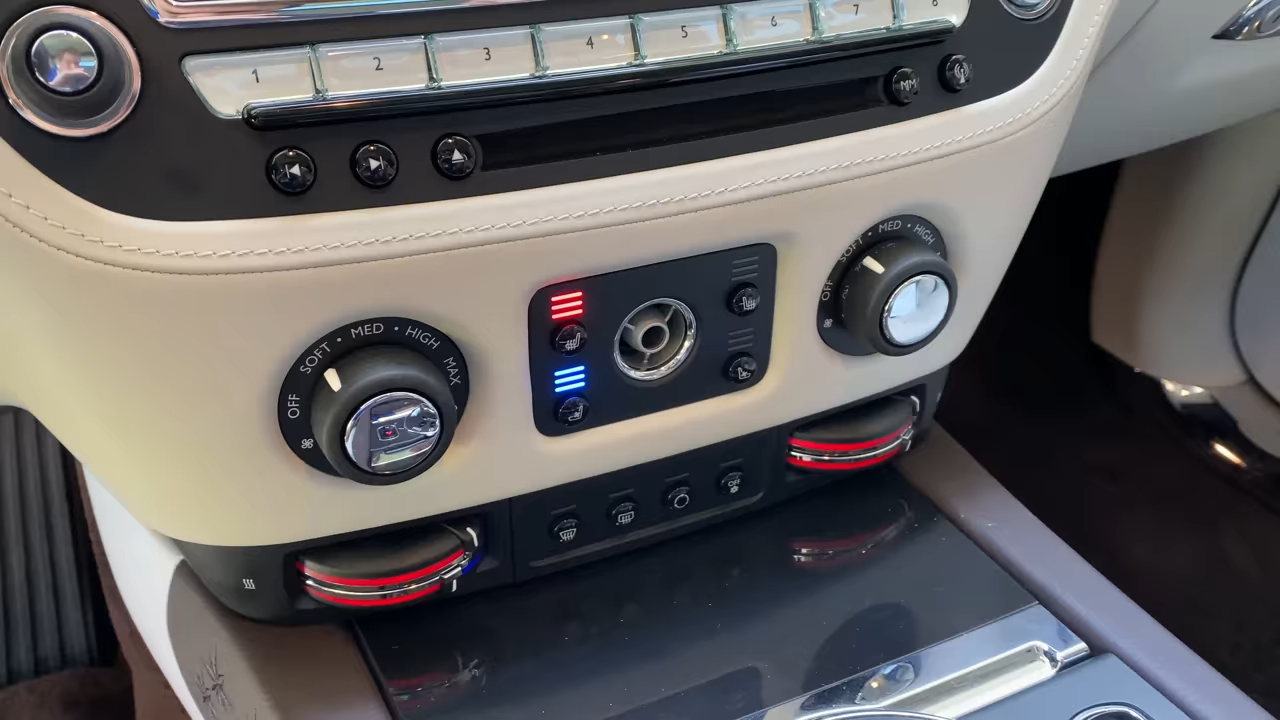 1 2 3 4 5 6 7 8
MM
OFF SOFT • MED • HIGH
OFF SOFT • MED • HIGH MAX
OFF